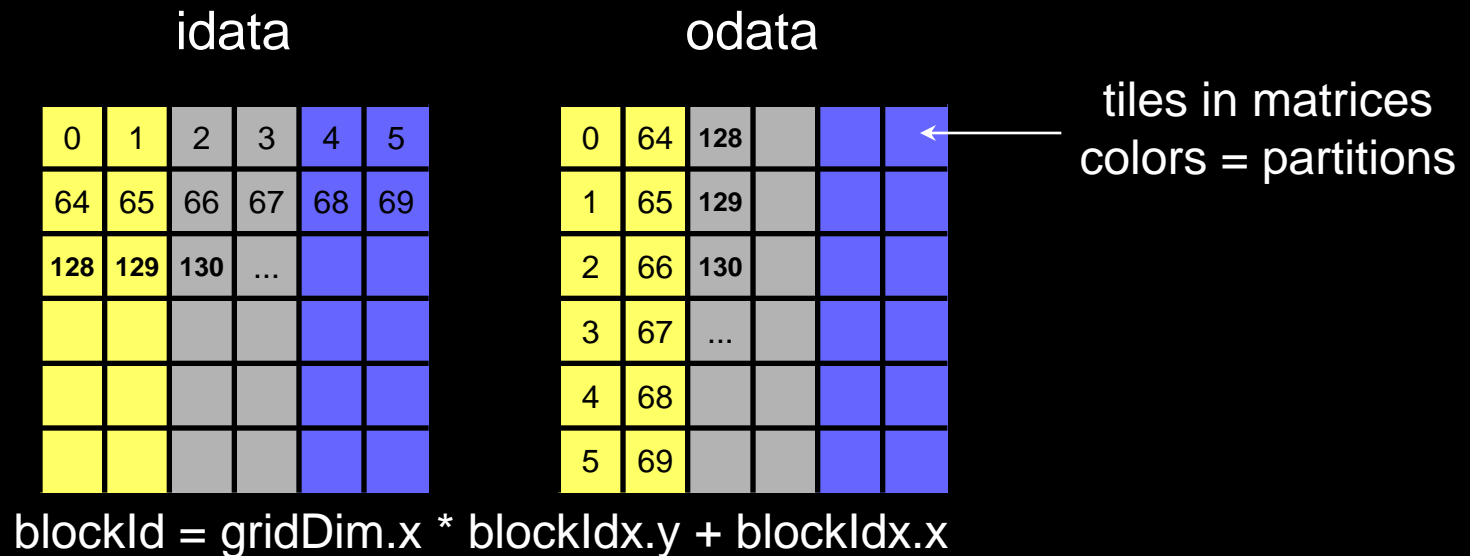 idata odata
tiles in matrices
colors = partitions
0 1 2 3 4 5 0 64 128
64 65 66 67 68 69 1 65 129
128 129 130 ... 2 66 130
3 67 ...
4 68
5 69
blockId = gridDim.x * blockIdx.y + blockIdx.x